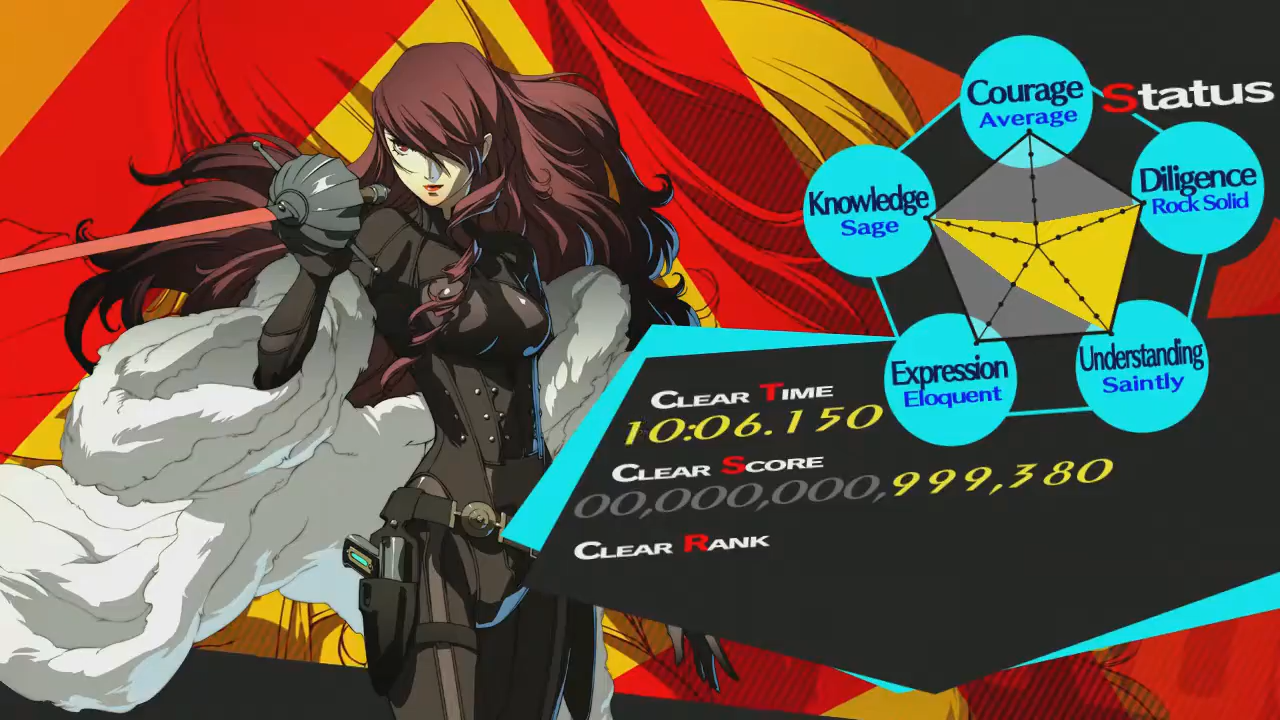 Status
Courage
Average
Diligence
Rock Solid
Knowledge
Sage
Understanding
Saintly
Expression
Eloquent
CLEAR TIME
10:06.150
CLEAR SCORE
00,000,000,999,380
CLEAR RANK